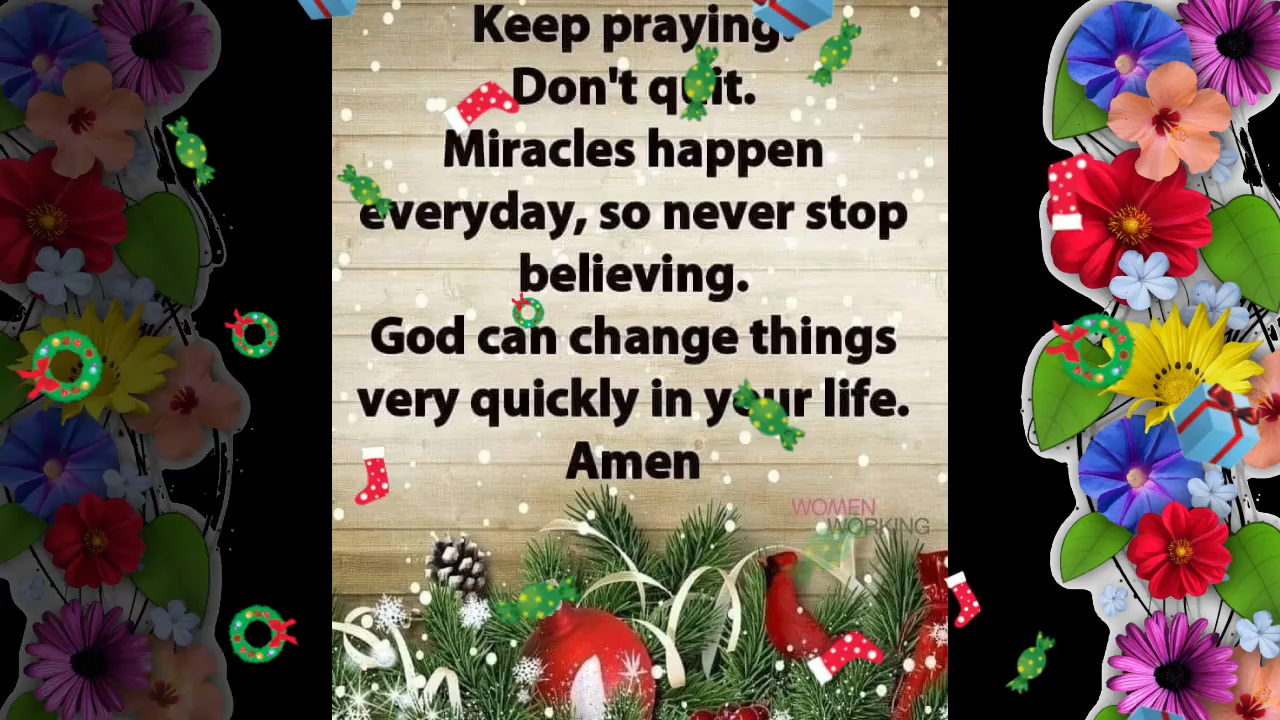 Keep praying.
Don't quit.
Miracles happen
everyday, so never stop
believing.
God can change things
very quickly in your life.
Amen
WOMEN
WORKING